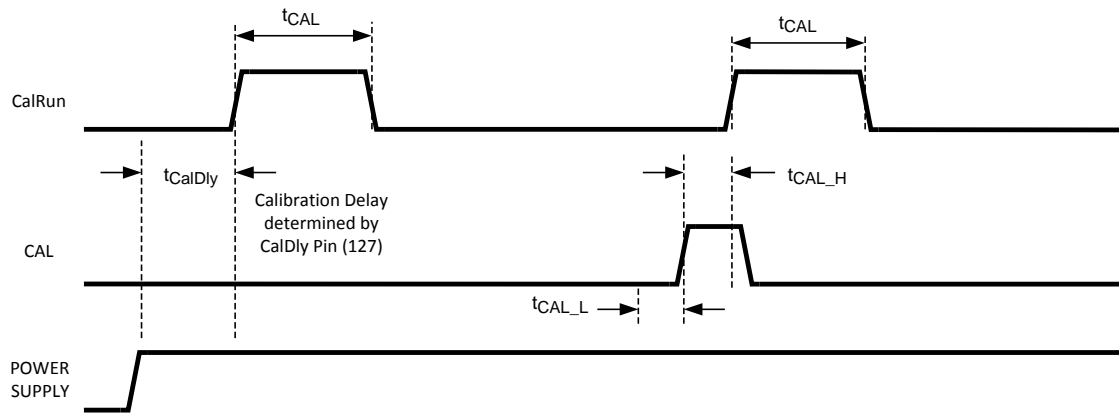 tCAL
tCAL
CalRun
tCalDly
tCAL_H
Calibration Delay
determined by
CalDly Pin (127)
CAL
tCAL_L
POWER
SUPPLY